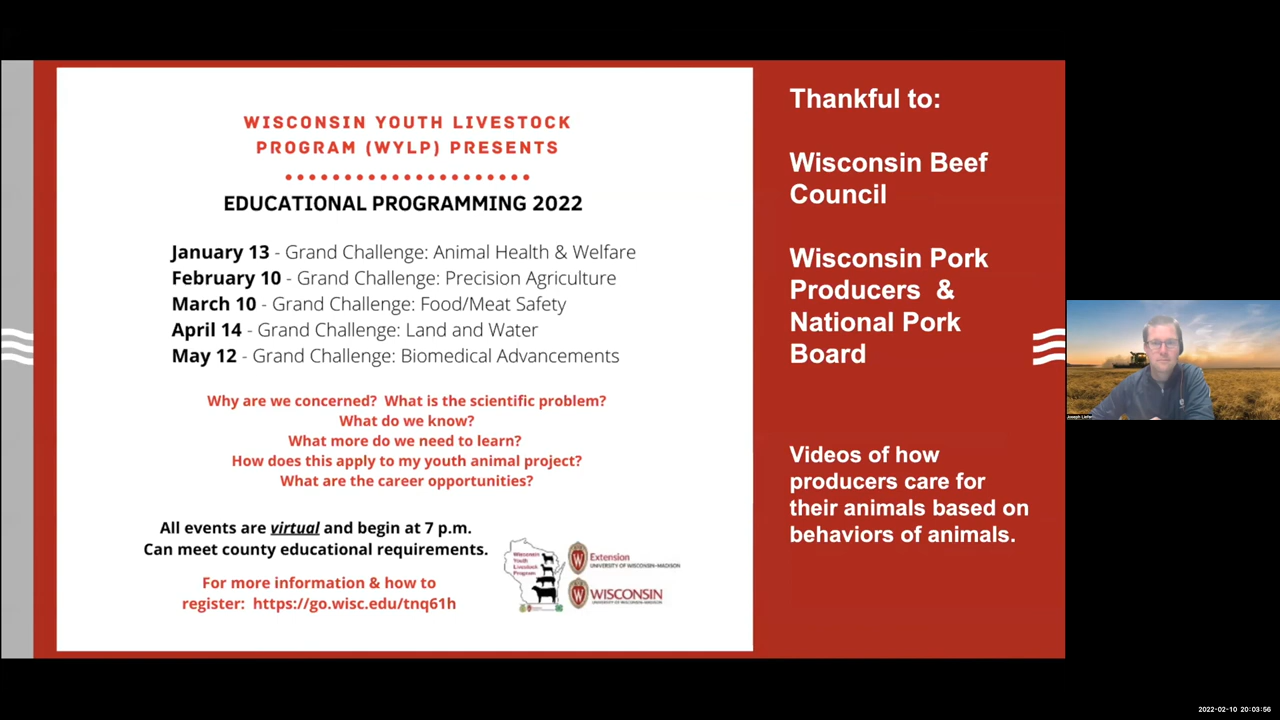 WISCONSIN YOUTH LIVESTOCK
PROGRAM (WYLP) PRESENTS
EDUCATIONAL PROGRAMMING 2022
January 13 - Grand Challenge: Animal Health & Welfare
February 10 - Grand Challenge: Precision Agriculture
March 10 - Grand Challenge: Food/Meat Safety
April 14 - Grand Challenge: Land and Water
May 12 - Grand Challenge: Biomedical Advancements
Why are we concerned?  What is the scientific problem?
What do we know?
What more do we need to learn?
How does this apply to my youth animal project?
What are the career opportunities?
All events are virtual and begin at 7 p.m.
Can meet county educational requirements.
For more information & how to
register:  https://go.wisc.edu/tnq61h
Wisconsin
Youth
Livestock
Program
Extension
UNIVERSITY OF WISCONSIN-MADISON
WISCONSIN
UNIVERSITY OF WISCONSIN-MADISON
Thankful to:
Wisconsin Beef
Council
Wisconsin Pork
Producers  &
National Pork
Board
Videos of how
producers care for
their animals based on
behaviors of animals.
Joseph Liefer
2022-02-10 20:03:56